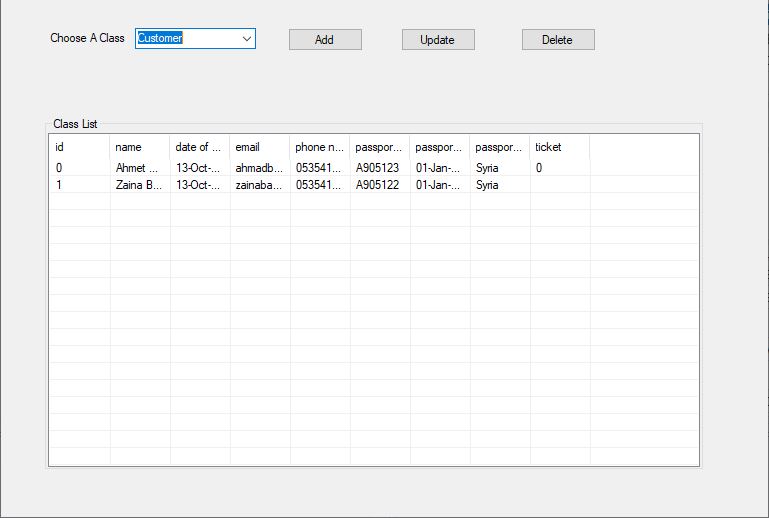 Choose A Class Customer Add Update Delete
Class List
id name date of ... email phone n... passpor... passpor... passpor... ticket
0 Ahmet ... 13-Oct-... ahmadb...053541... A905123 01-Jan-... Syria 0
1 Zaina B... 13-Oct-... zainaba...053541... A905122 01-Jan-... Syria